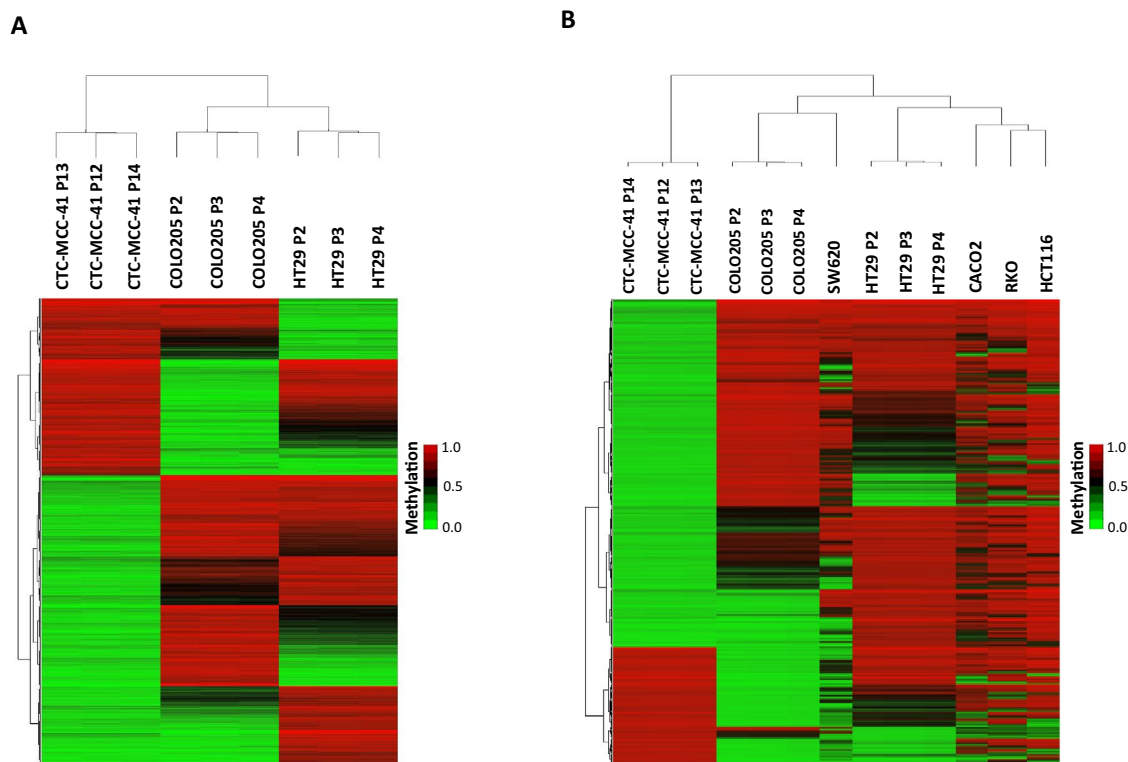 A
CTC-MCC-41 P13
CTC-MCC-41 P12
CTC-MCC-41 P14
COLO205 P2
COLO205 P3
COLO205 P4
HT29 P2
HT29 P3
HT29 P4
Methylation
1.0
0.5
0.0
B
CTC-MCC-41 P14
CTC-MCC-41 P12
CTC-MCC-41 P13
COLO205 P2
COLO205 P3
COLO205 P4
SW620
HT29 P2
HT29 P3
HT29 P4
CACO2
RKO
HCT116
Methylation
1.0
0.5
0.0